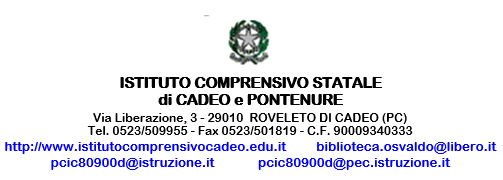 ISTITUTO COMPRENSIVO STATALE
di CADEO e PONTENURE
Via Liberazione, 3 - 29010 ROVELETO DI CADEO (PC)
Tel. 0523/509955 - Fax 0523/501819 - C.F. 90009340333
http://www.istitutocomprensivocadeo.edu.it biblioteca.osvaldo@libero.it
pcic80900d@istruzione.it pcic80900d@pec.istruzione.it